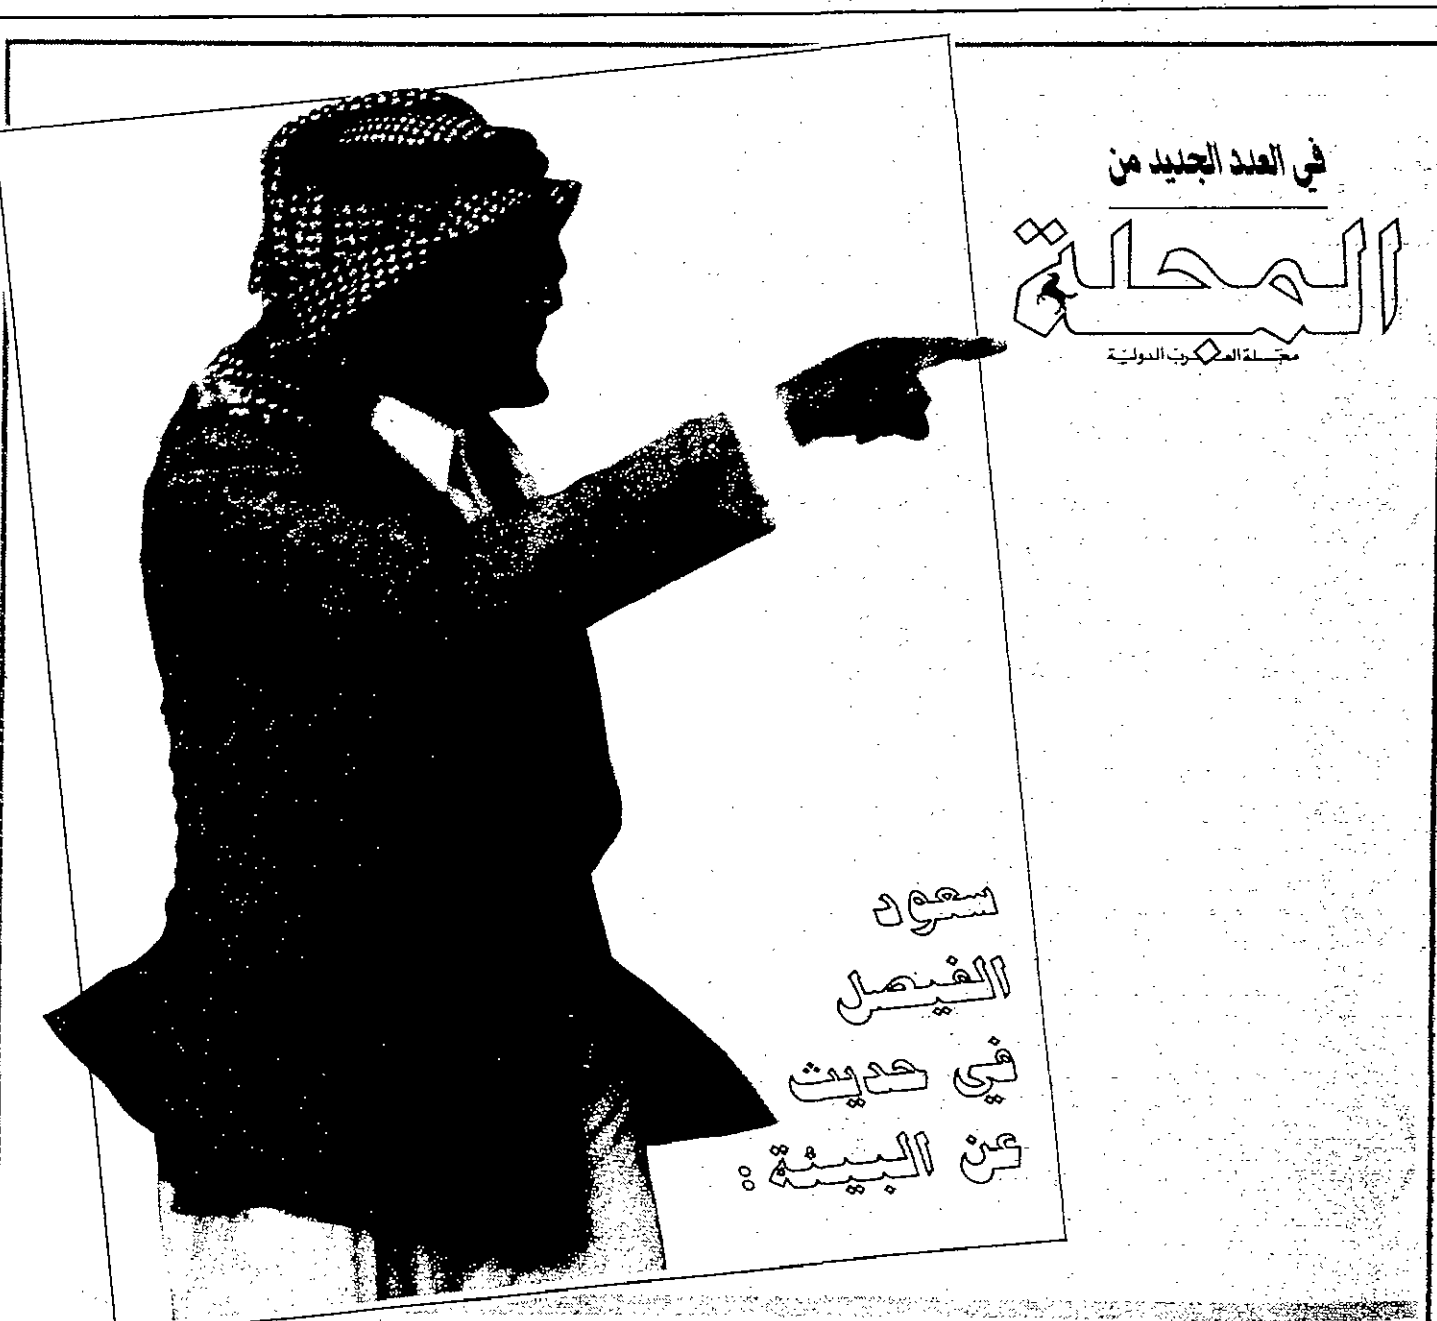 في العدد الجديد من
المجلة
مجلة العرب الدولية
سعود
الفيصل
في حديث
عن البيئة :